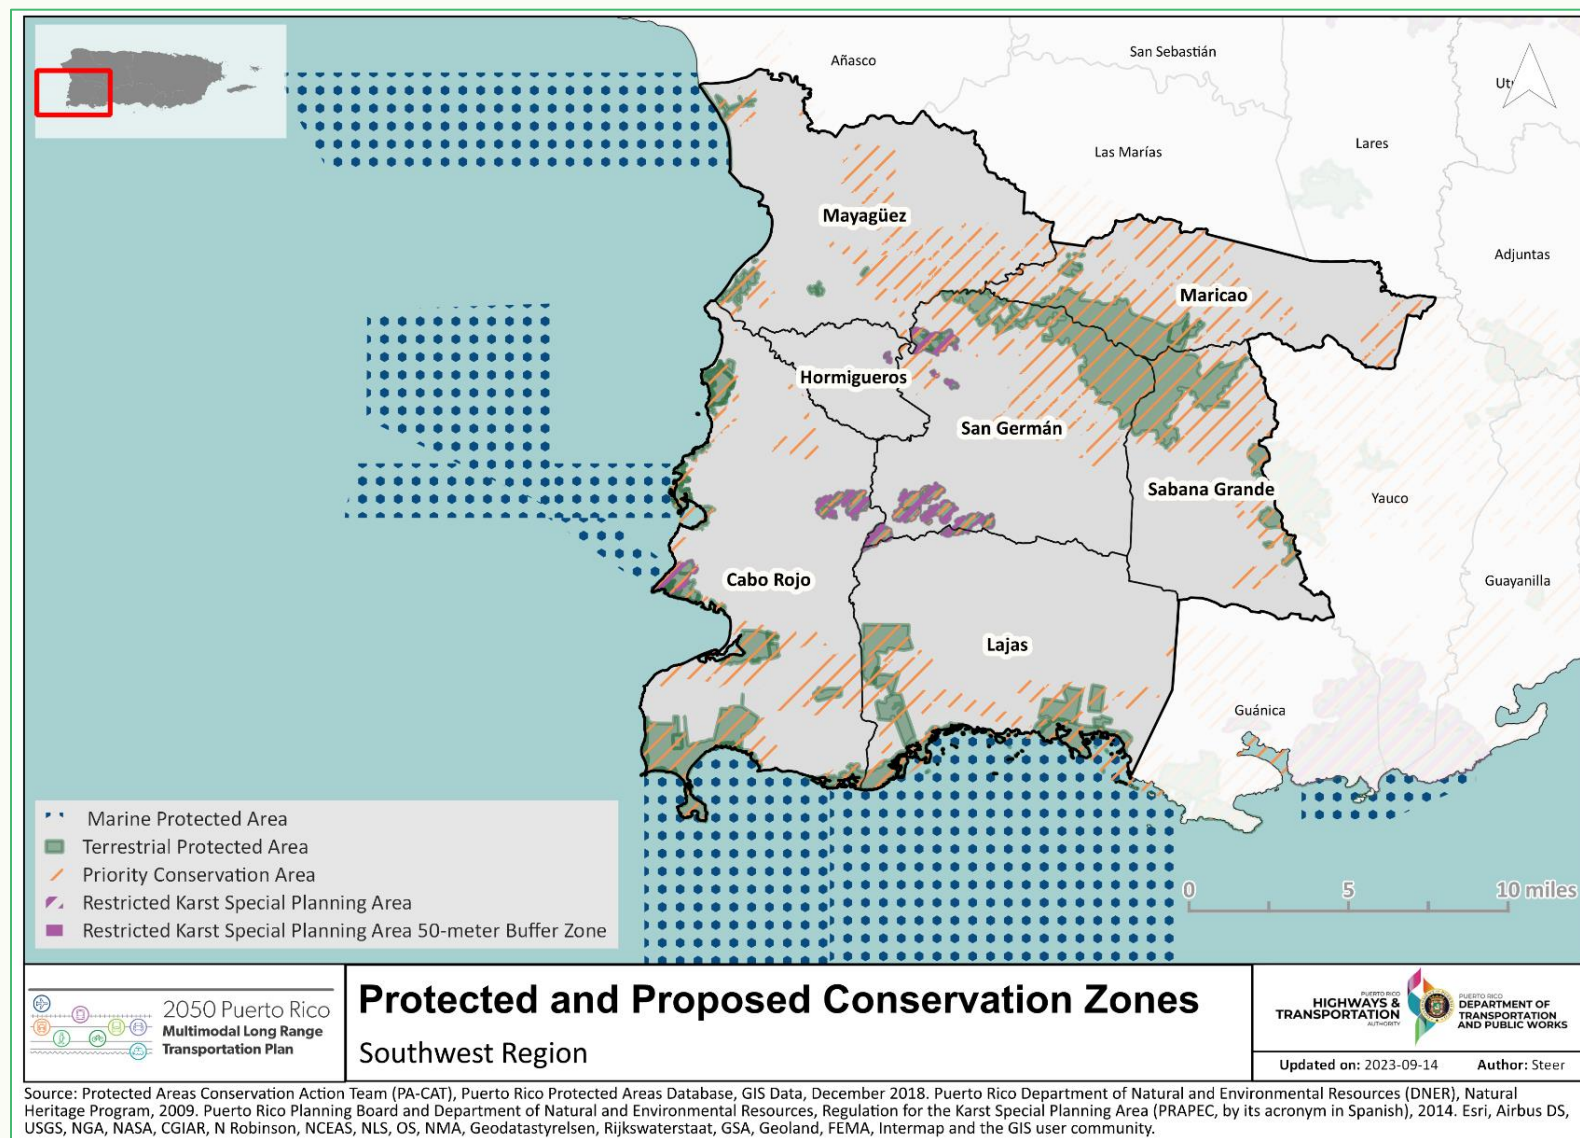 Añasco
San Sebastián
Lares
Las Marías
Mayagüez
Adjuntas
Maricao
Hormigueros
San Germán
Sabana Grande
Yauco
Cabo Rojo
Guayanilla
Lajas
Guánica
Marine Protected Area
Terrestrial Protected Area
Priority Conservation Area
Restricted Karst Special Planning Area
Restricted Karst Special Planning Area 50-meter Buffer Zone
0 5 10 miles
2050 Puerto Rico
Multimodal Long Range
Transportation Plan
Protected and Proposed Conservation Zones
Southwest Region
PUERTO RICO
HIGHWAYS &
TRANSPORTATION
AUTHORITY
PUERTO RICO
DEPARTMENT OF
TRANSPORTATION
AND PUBLIC WORKS
Updated on: 2023-09-14 Author: Steer
Source: Protected Areas Conservation Action Team (PA-CAT), Puerto Rico Protected Areas Database, GIS Data, December 2018. Puerto Rico Department of Natural and Environmental Resources (DNER), Natural
Heritage Program, 2009. Puerto Rico Planning Board and Department of Natural and Environmental Resources, Regulation for the Karst Special Planning Area (PRAPEC, by its acronym in Spanish), 2014. Esri, Airbus DS,
USGS, NGA, NASA, CGIAR, N Robinson, NCEAS, NLS, OS, NMA, Geodatastyrelsen, Rijkswaterstaat, GSA, Geoland, FEMA, Intermap and the GIS user community.